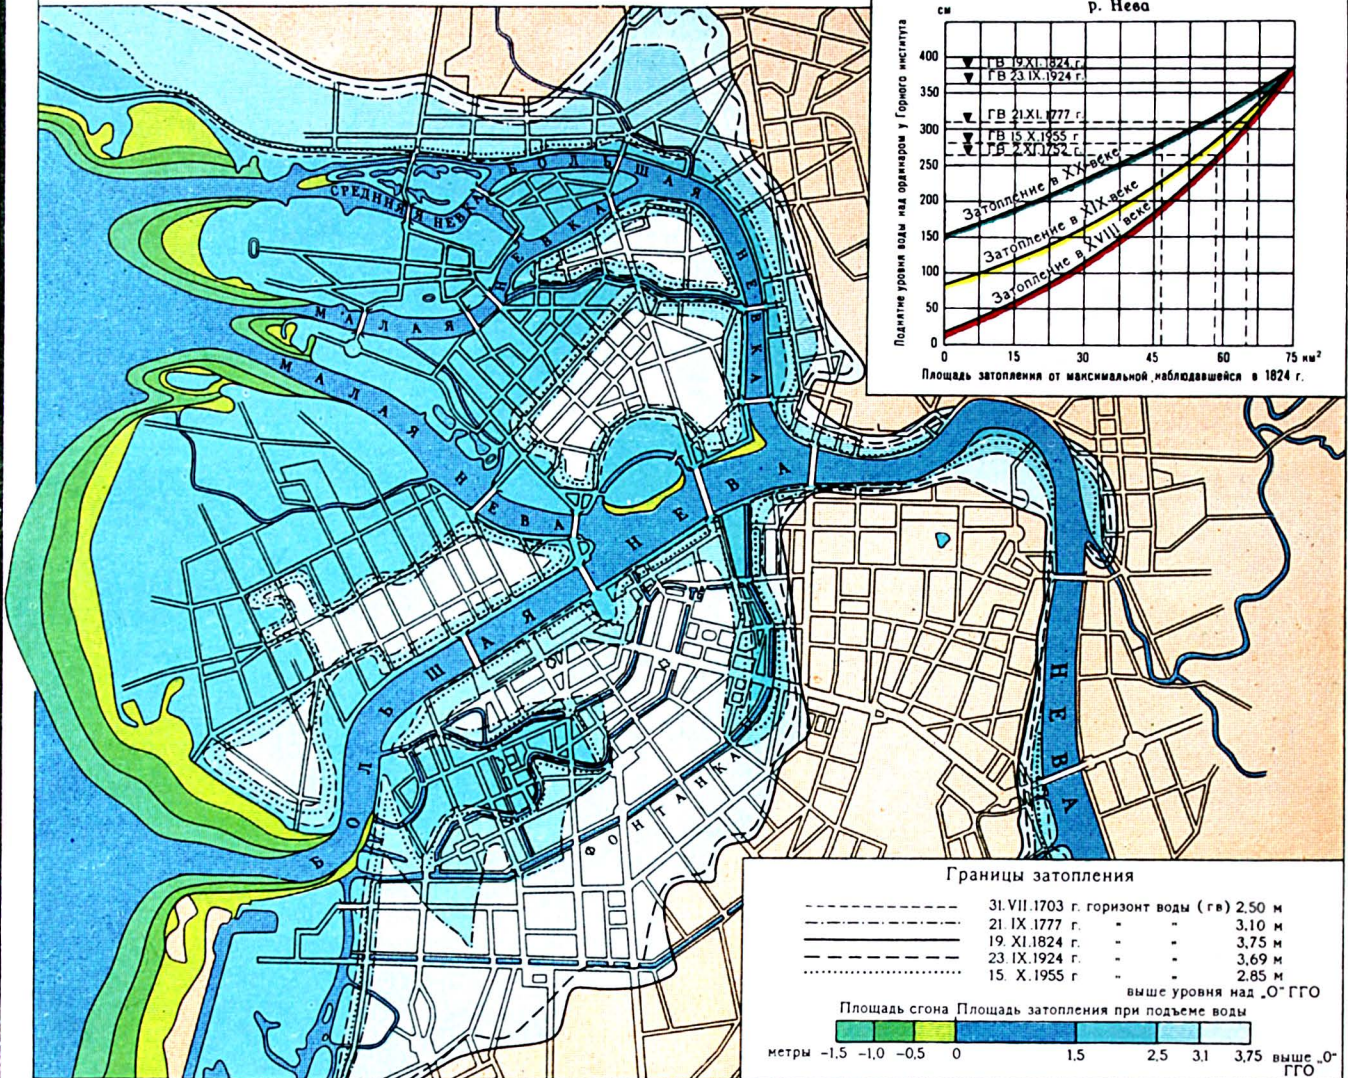 р. Нева
см
Поднятие уровня воды над ординаром у Горного института
400
350
300
250
200
150
100
50
0
ГВ 19.XI.1824 г.
ГВ 23.IX.1924 г.
ГВ 21.XI.1777 г
ГВ 15 X.1955 г
ГВ 2.XI.1752 г.
Затопление в XX веке
Затопление в XIX веке
Затопление в XVIII веке
0 15 30 45 60 75 км²
Площадь затопления от максимальной, наблюдавшейся в 1824 г.
БОЛЬШАЯ НЕВКА
СРЕДНЯЯ НЕВКА
МАЛАЯ НЕВКА
МАЛАЯ НЕВА
БОЛЬШАЯ НЕВА
НЕВА
ФОНТАНКА
Границы затопления
31.VII.1703 г. горизонт воды (гв) 2,50 м
21. IX.1777 г. " " 3,10 м
19. XI.1824 г. " " 3,75 м
23. IX.1924 г. " " 3,69 м
15. X.1955 г " " 2,85 м
выше уровня над „О“ ГГО
Площадь сгона Площадь затопления при подъеме воды
метры -1,5 -1,0 -0,5 0 1,5 2,5 3,1 3,75 выше „О“
ГГО